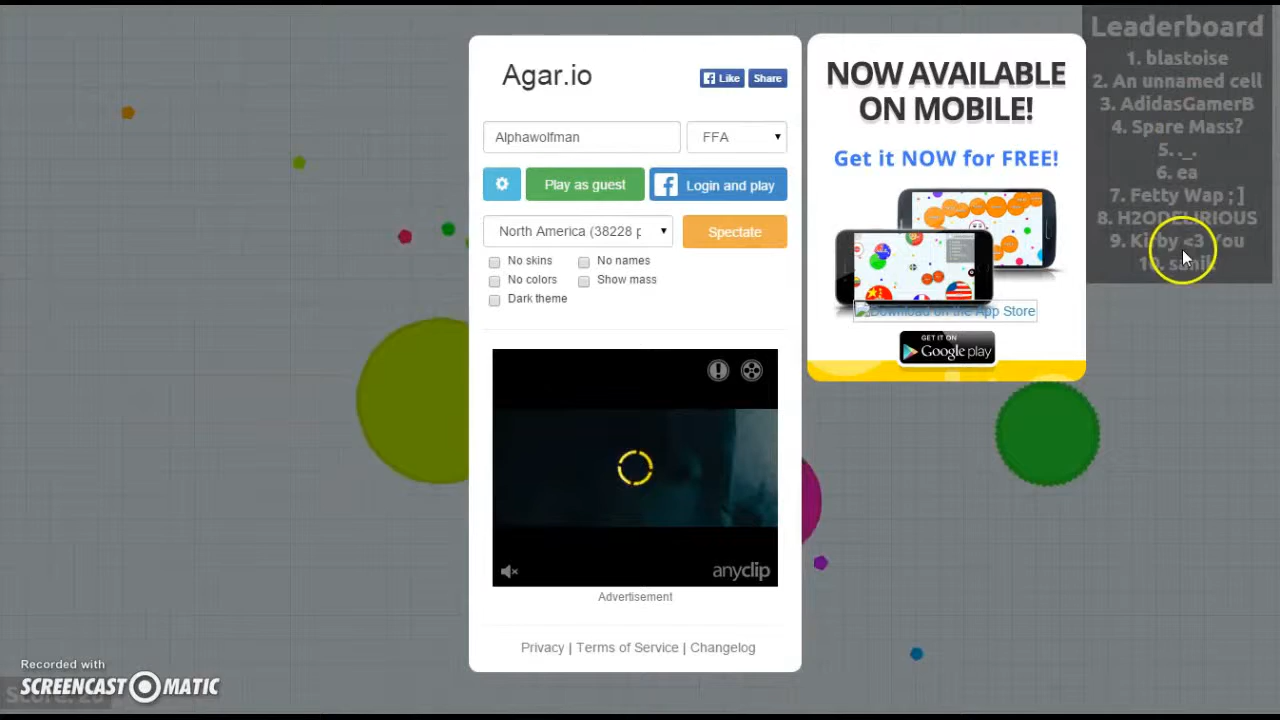 Agar.io
Like Share
Alphawolfman
FFA
Play as guest
Login and play
North America (38228 p
Spectate
No skins
No names
No colors
Show mass
Dark theme
anyclip
Advertisement
Privacy | Terms of Service | Changelog
NOW AVAILABLE
ON MOBILE!
Get it NOW for FREE!
Download on the App Store
GET IT ON
Google play
Leaderboard
1. blastoise
2. An unnamed cell
3. AdidasGamerB
4. Spare Mass?
5. ._.
6. ea
7. Fetty Wap ; ]
8. H2ODELIRIOUS
9. Kirby <3 You
10.
Recorded with
SCREENCAST MATIC
Score: 20